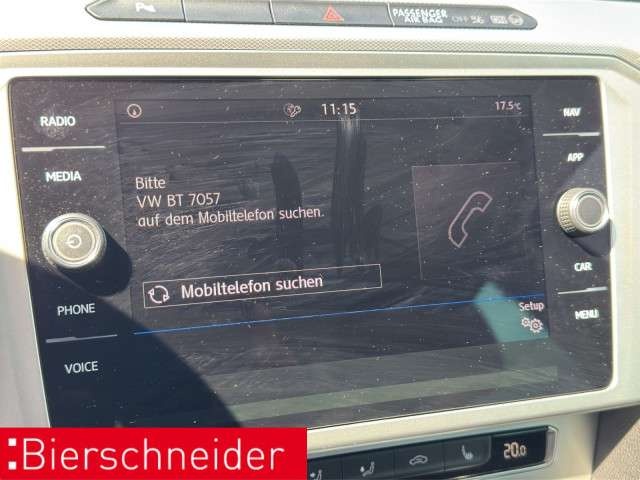 PASSENGER
AIR BAG OFF
11:15
17.5°C
RADIO
MEDIA
PHONE
VOICE
NAV
APP
CAR
MENU
Bitte
VW BT 7057
auf dem Mobiltelefon suchen.
Mobiltelefon suchen
Setup
20.0
Bierschneider